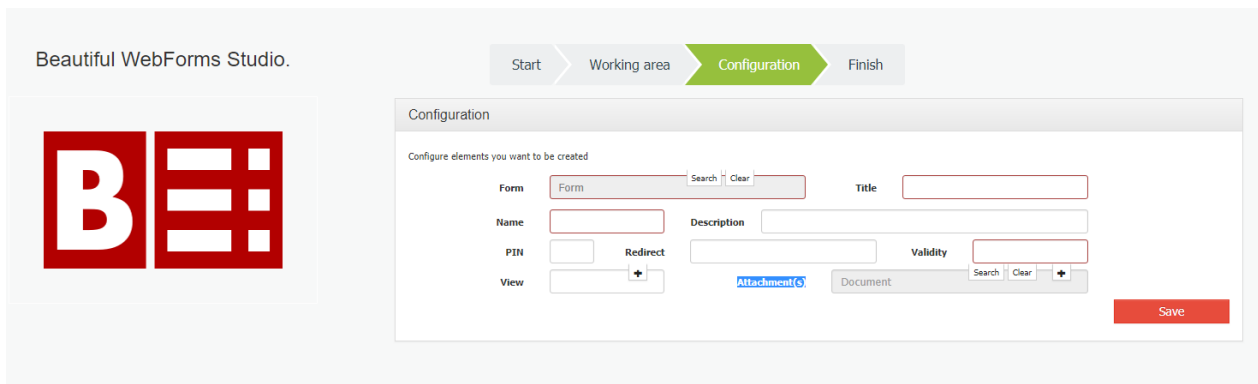 Beautiful WebForms Studio.
Start Working area Configuration Finish
B
Configuration
Configure elements you want to be created
Form Form Search Clear Title
Name Description
PIN Redirect Validity
View + Attachment(s) Document Search Clear +
Save